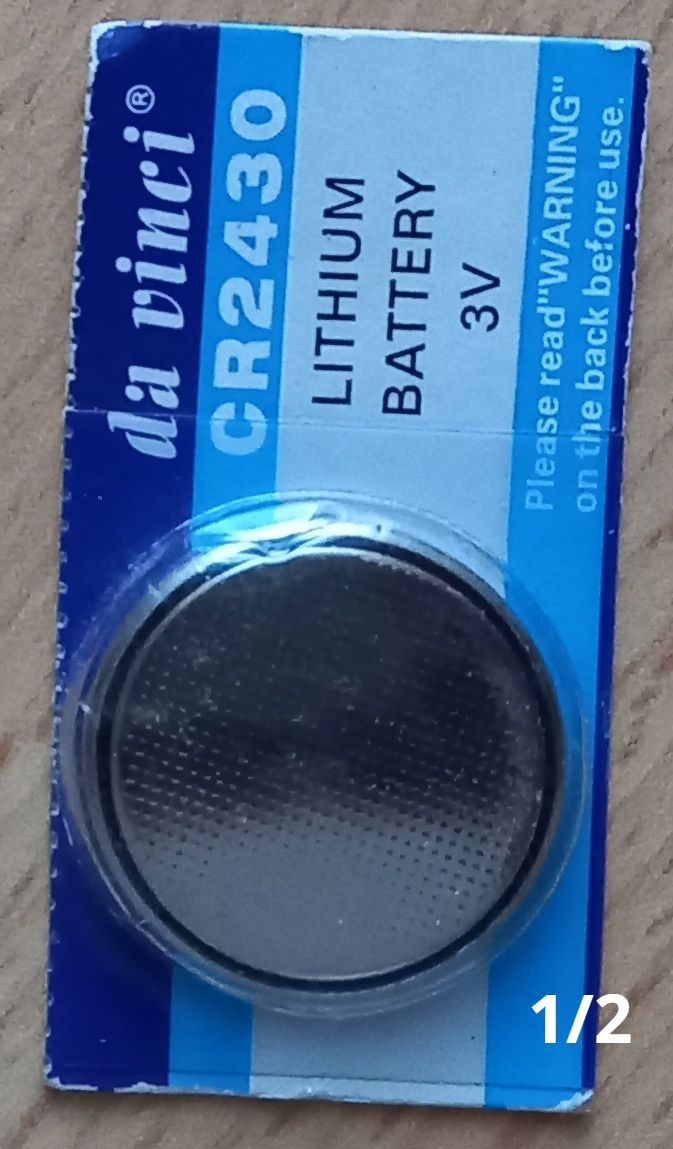 da vinci®
CR2430
LITHIUM
BATTERY
3V
Please read"WARNING"
on the back before use.
1/2